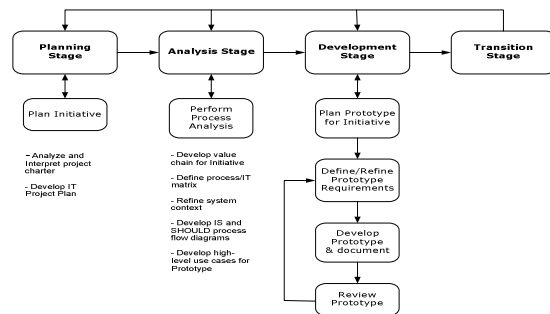 Planning
Stage
Analysis Stage
Development
Stage
Transition
Stage
Plan Initiative
Perform
Process
Analysis
Plan Prototype
for Initiative
- Analyze and
Interpret project
charter
- Develop IT
Project Plan
- Develop value
chain for Initiative
- Define process/IT
matrix
- Refine system
context
- Develop IS and
SHOULD process
flow diagrams
- Develop high-
level use cases for
Prototype
Define/Refine
Prototype
Requirements
Develop
Prototype
& document
Review
Prototype